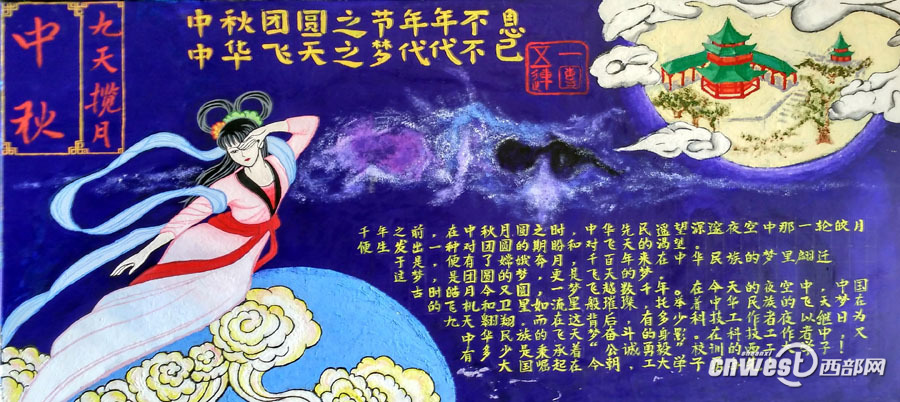 中秋
九天揽月
中秋团圆之节年年不息
中华飞天之梦代代不已
一营
五连
千年之前，在中秋月圆之时，中华先民遥望深邃夜空中那一轮皎月
便生发出一种对团圆的期盼和对飞天的渴望。
于是，便有了嫦娥奔月，千百年来在中华民族的梦里翩迁
这梦，是团圆的梦，更是飞天的梦。
古时皓月今又圆，一梦飞越数千年。在今天的夜空中，中国
的飞机和卫星如流星般璀璨，托举着中华民族的飞天梦在
九天翱翔。而在这背后，有多少科技工作者夜以继日为
中华民族的飞天梦奋斗的身影。在科技工作者中，又
有多少是来承着“公诚勇毅”校训的西工大学子！
大国崛起在今朝，工大学子
cnwest 西部网